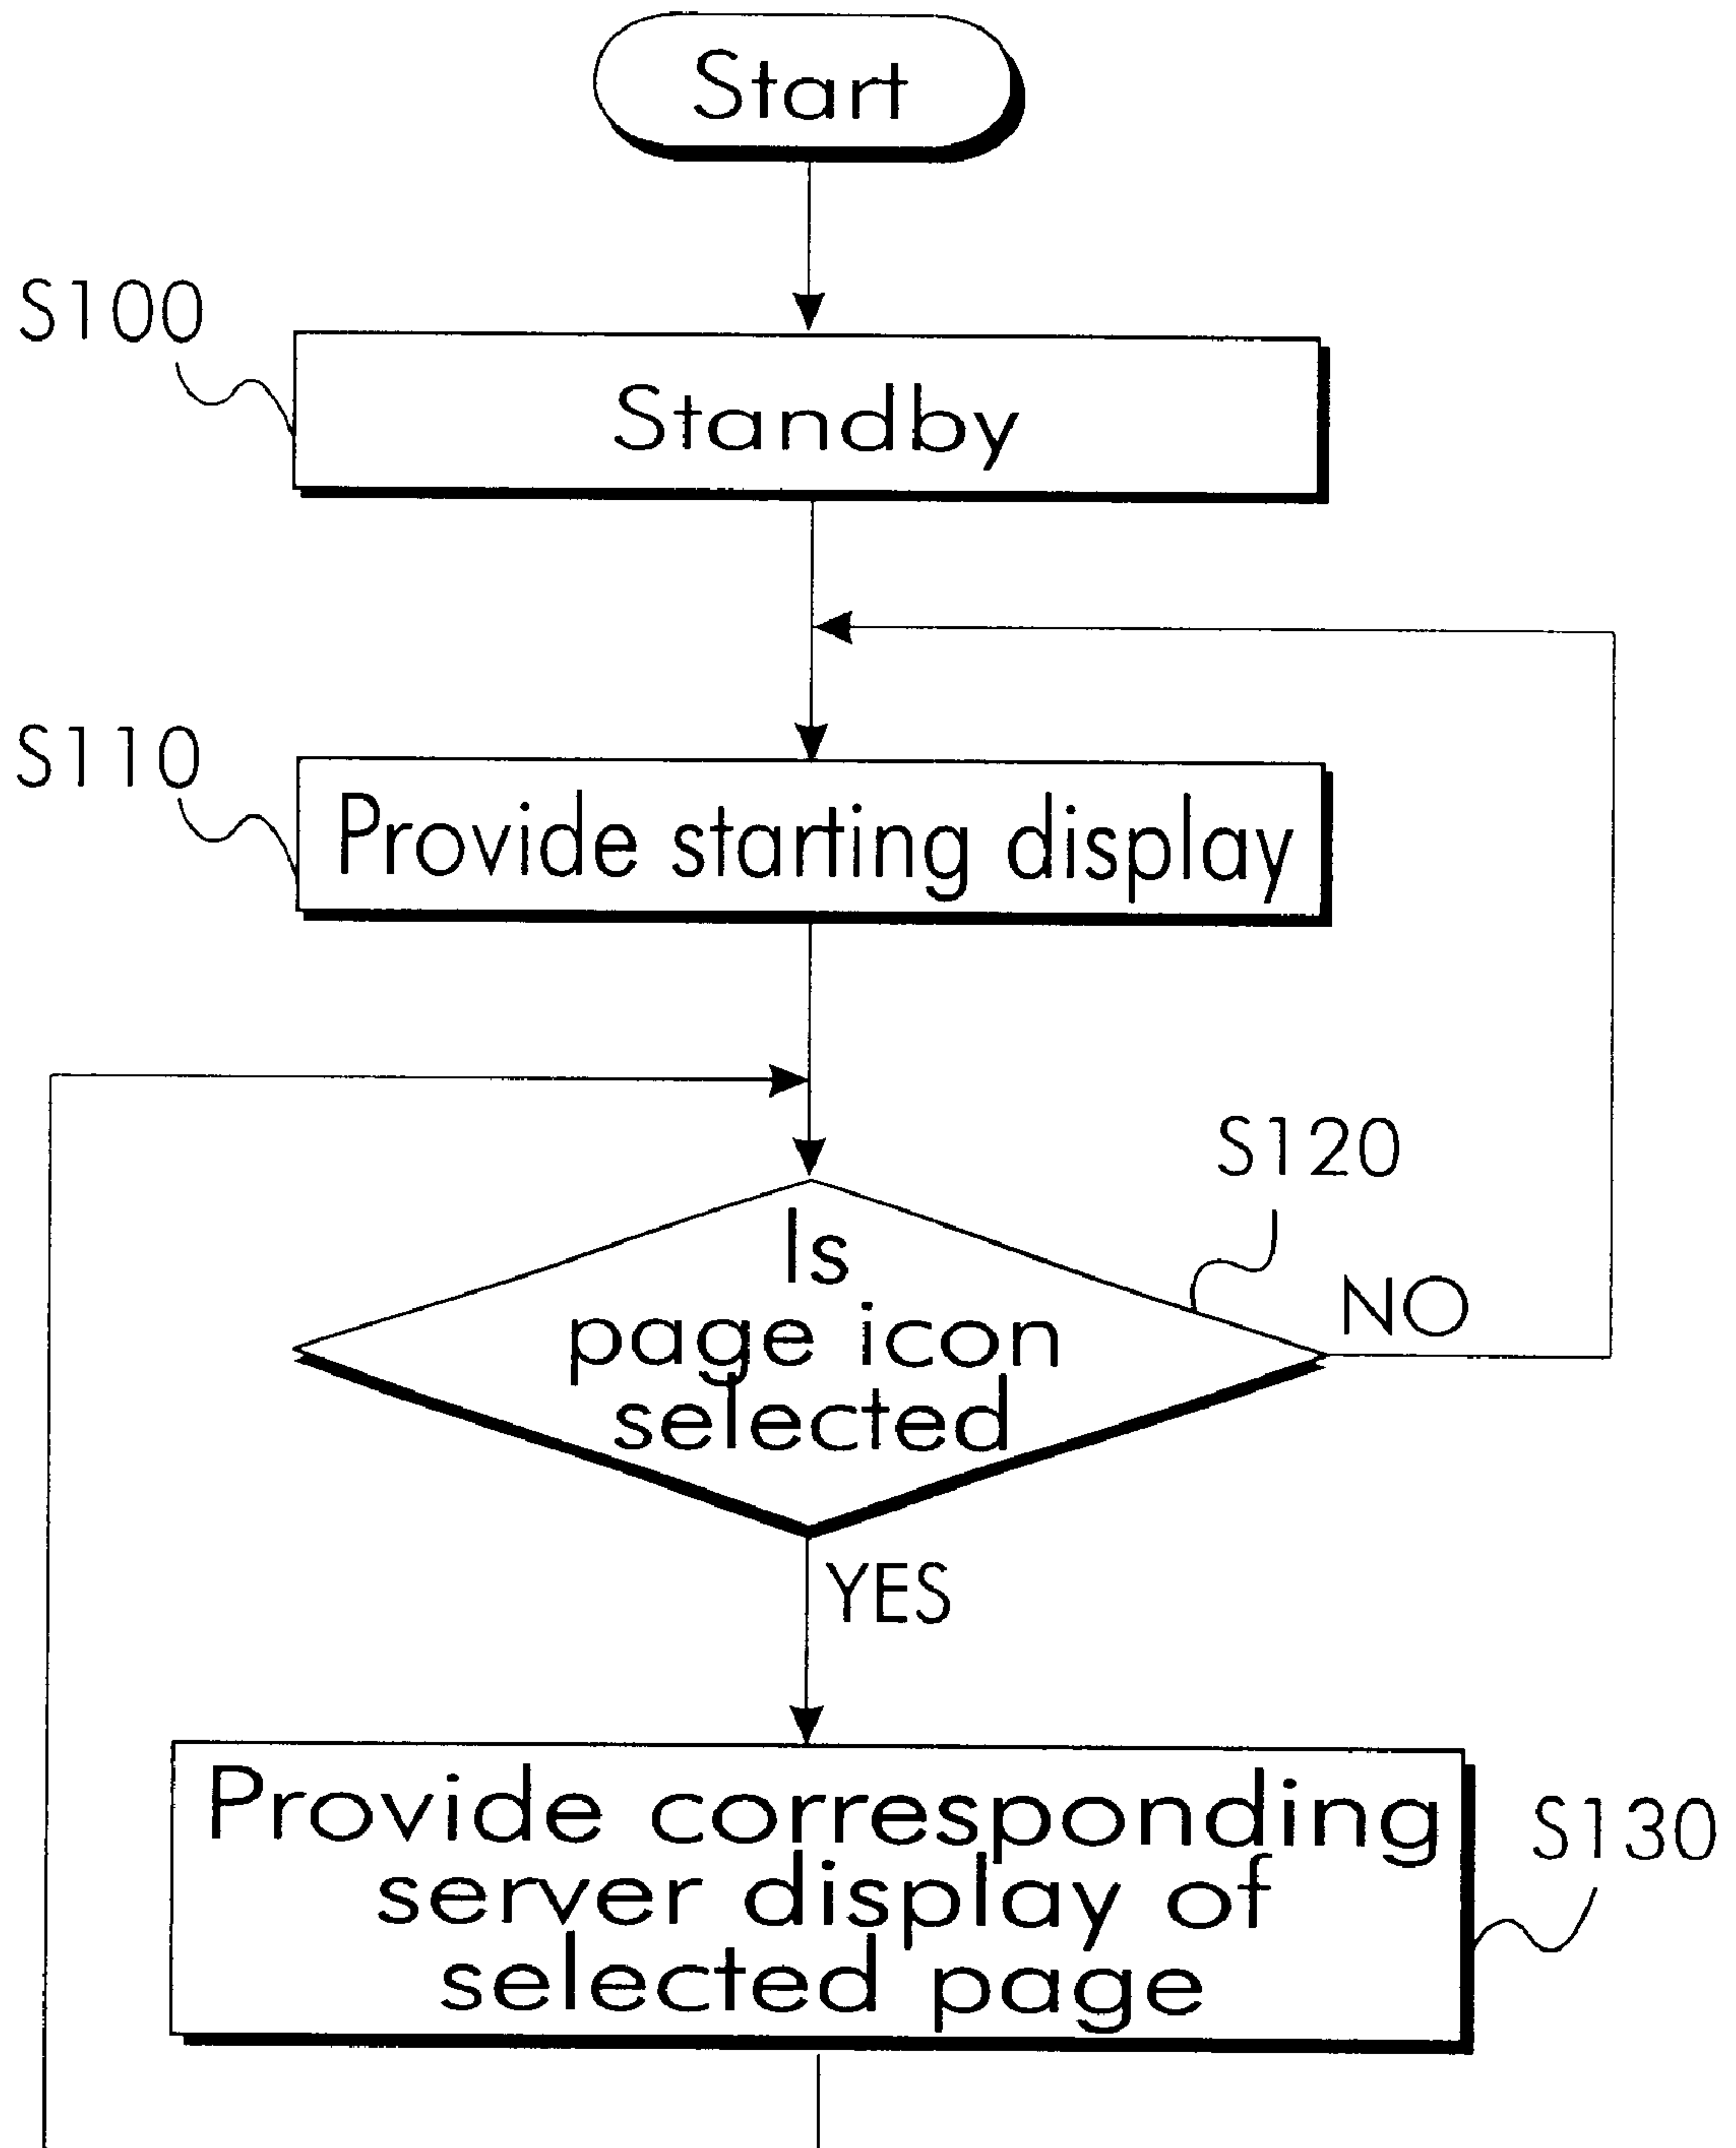 Start
S100
Standby
S110
Provide starting display
S120
Is
page icon
selected
NO
YES
Provide corresponding
server display of
selected page
S130